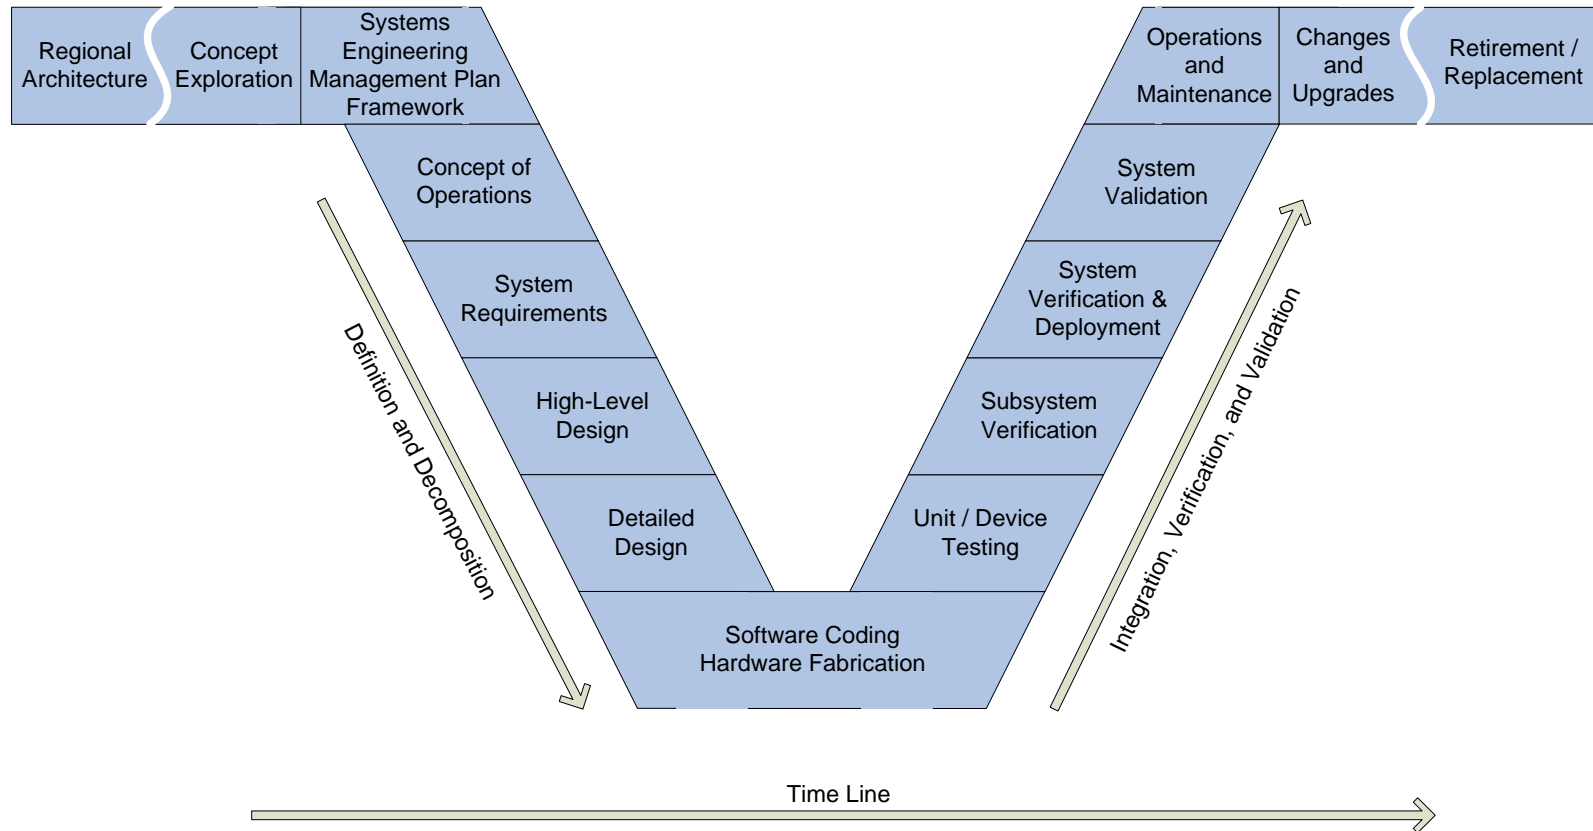 Regional
Architecture
Concept
Exploration
Systems
Engineering
Management Plan
Framework
Concept of
Operations
System
Requirements
High-Level
Design
Detailed
Design
Software Coding
Hardware Fabrication
Unit / Device
Testing
Subsystem
Verification
System
Verification &
Deployment
System
Validation
Operations
and
Maintenance
Changes
and
Upgrades
Retirement /
Replacement
Definition and Decomposition
Integration, Verification, and Validation
Time Line